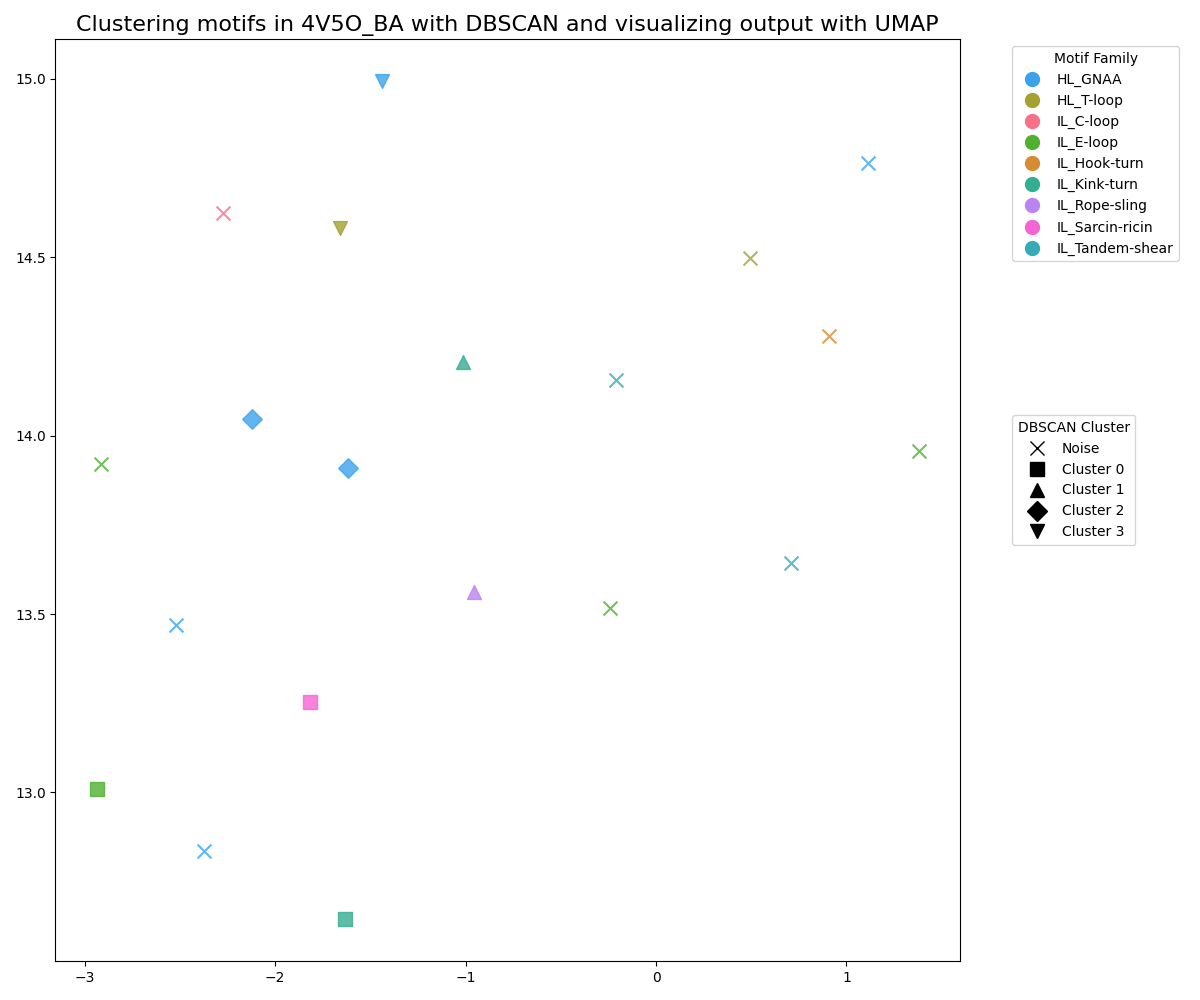 Clustering motifs in 4V5O_BA with DBSCAN and visualizing output with UMAP
15.0
14.5
14.0
13.5
13.0
−3
−2
−1
0
1
Motif Family
HL_GNAA
HL_T-loop
IL_C-loop
IL_E-loop
IL_Hook-turn
IL_Kink-turn
IL_Rope-sling
IL_Sarcin-ricin
IL_Tandem-shear
DBSCAN Cluster
Noise
Cluster 0
Cluster 1
Cluster 2
Cluster 3